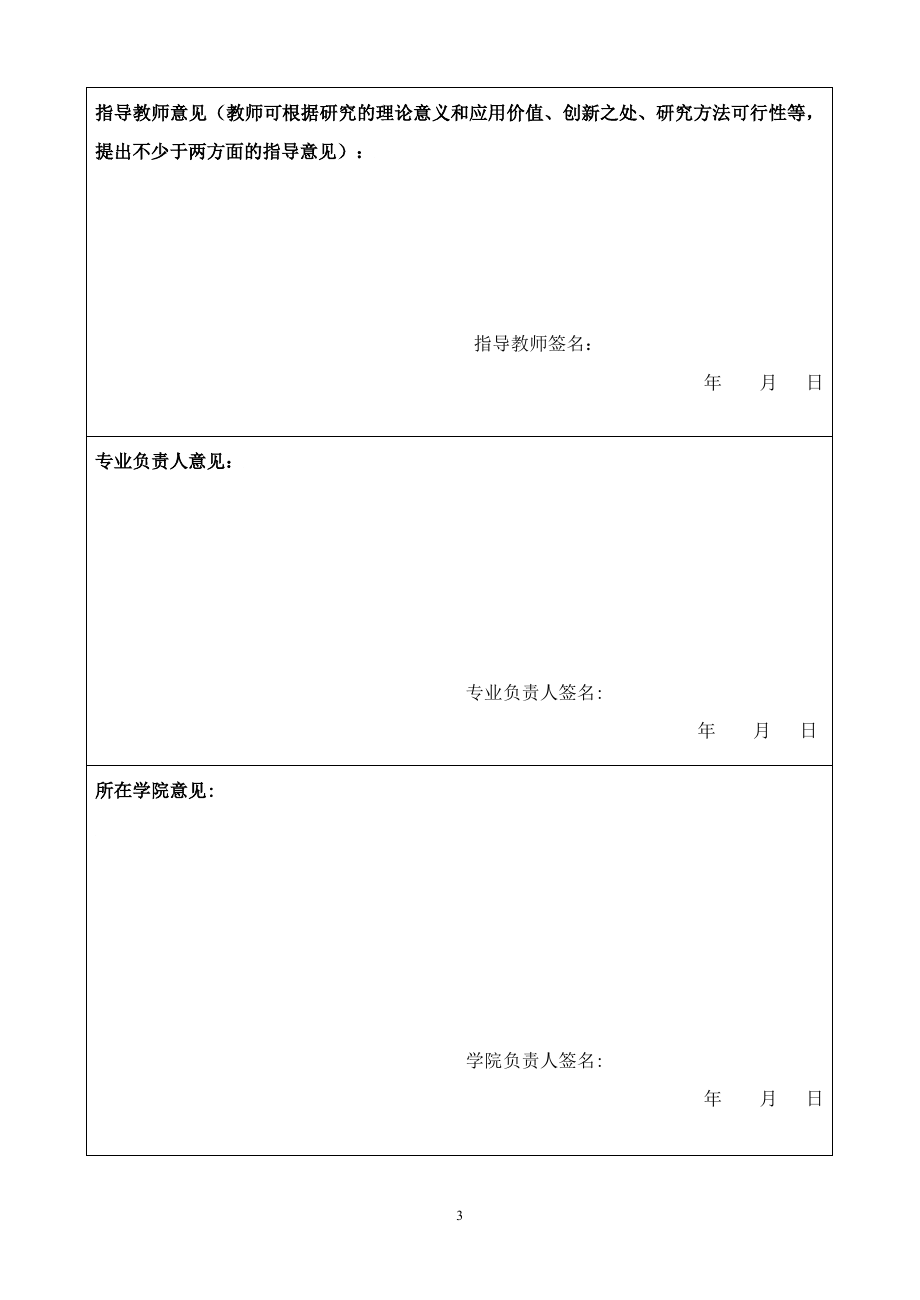 指导教师意见（教师可根据研究的理论意义和应用价值、创新之处、研究方法可行性等，
提出不少于两方面的指导意见）：
指导教师签名：
年 月 日
专业负责人意见：
专业负责人签名：
年 月 日
所在学院意见：
学院负责人签名：
年 月 日
3